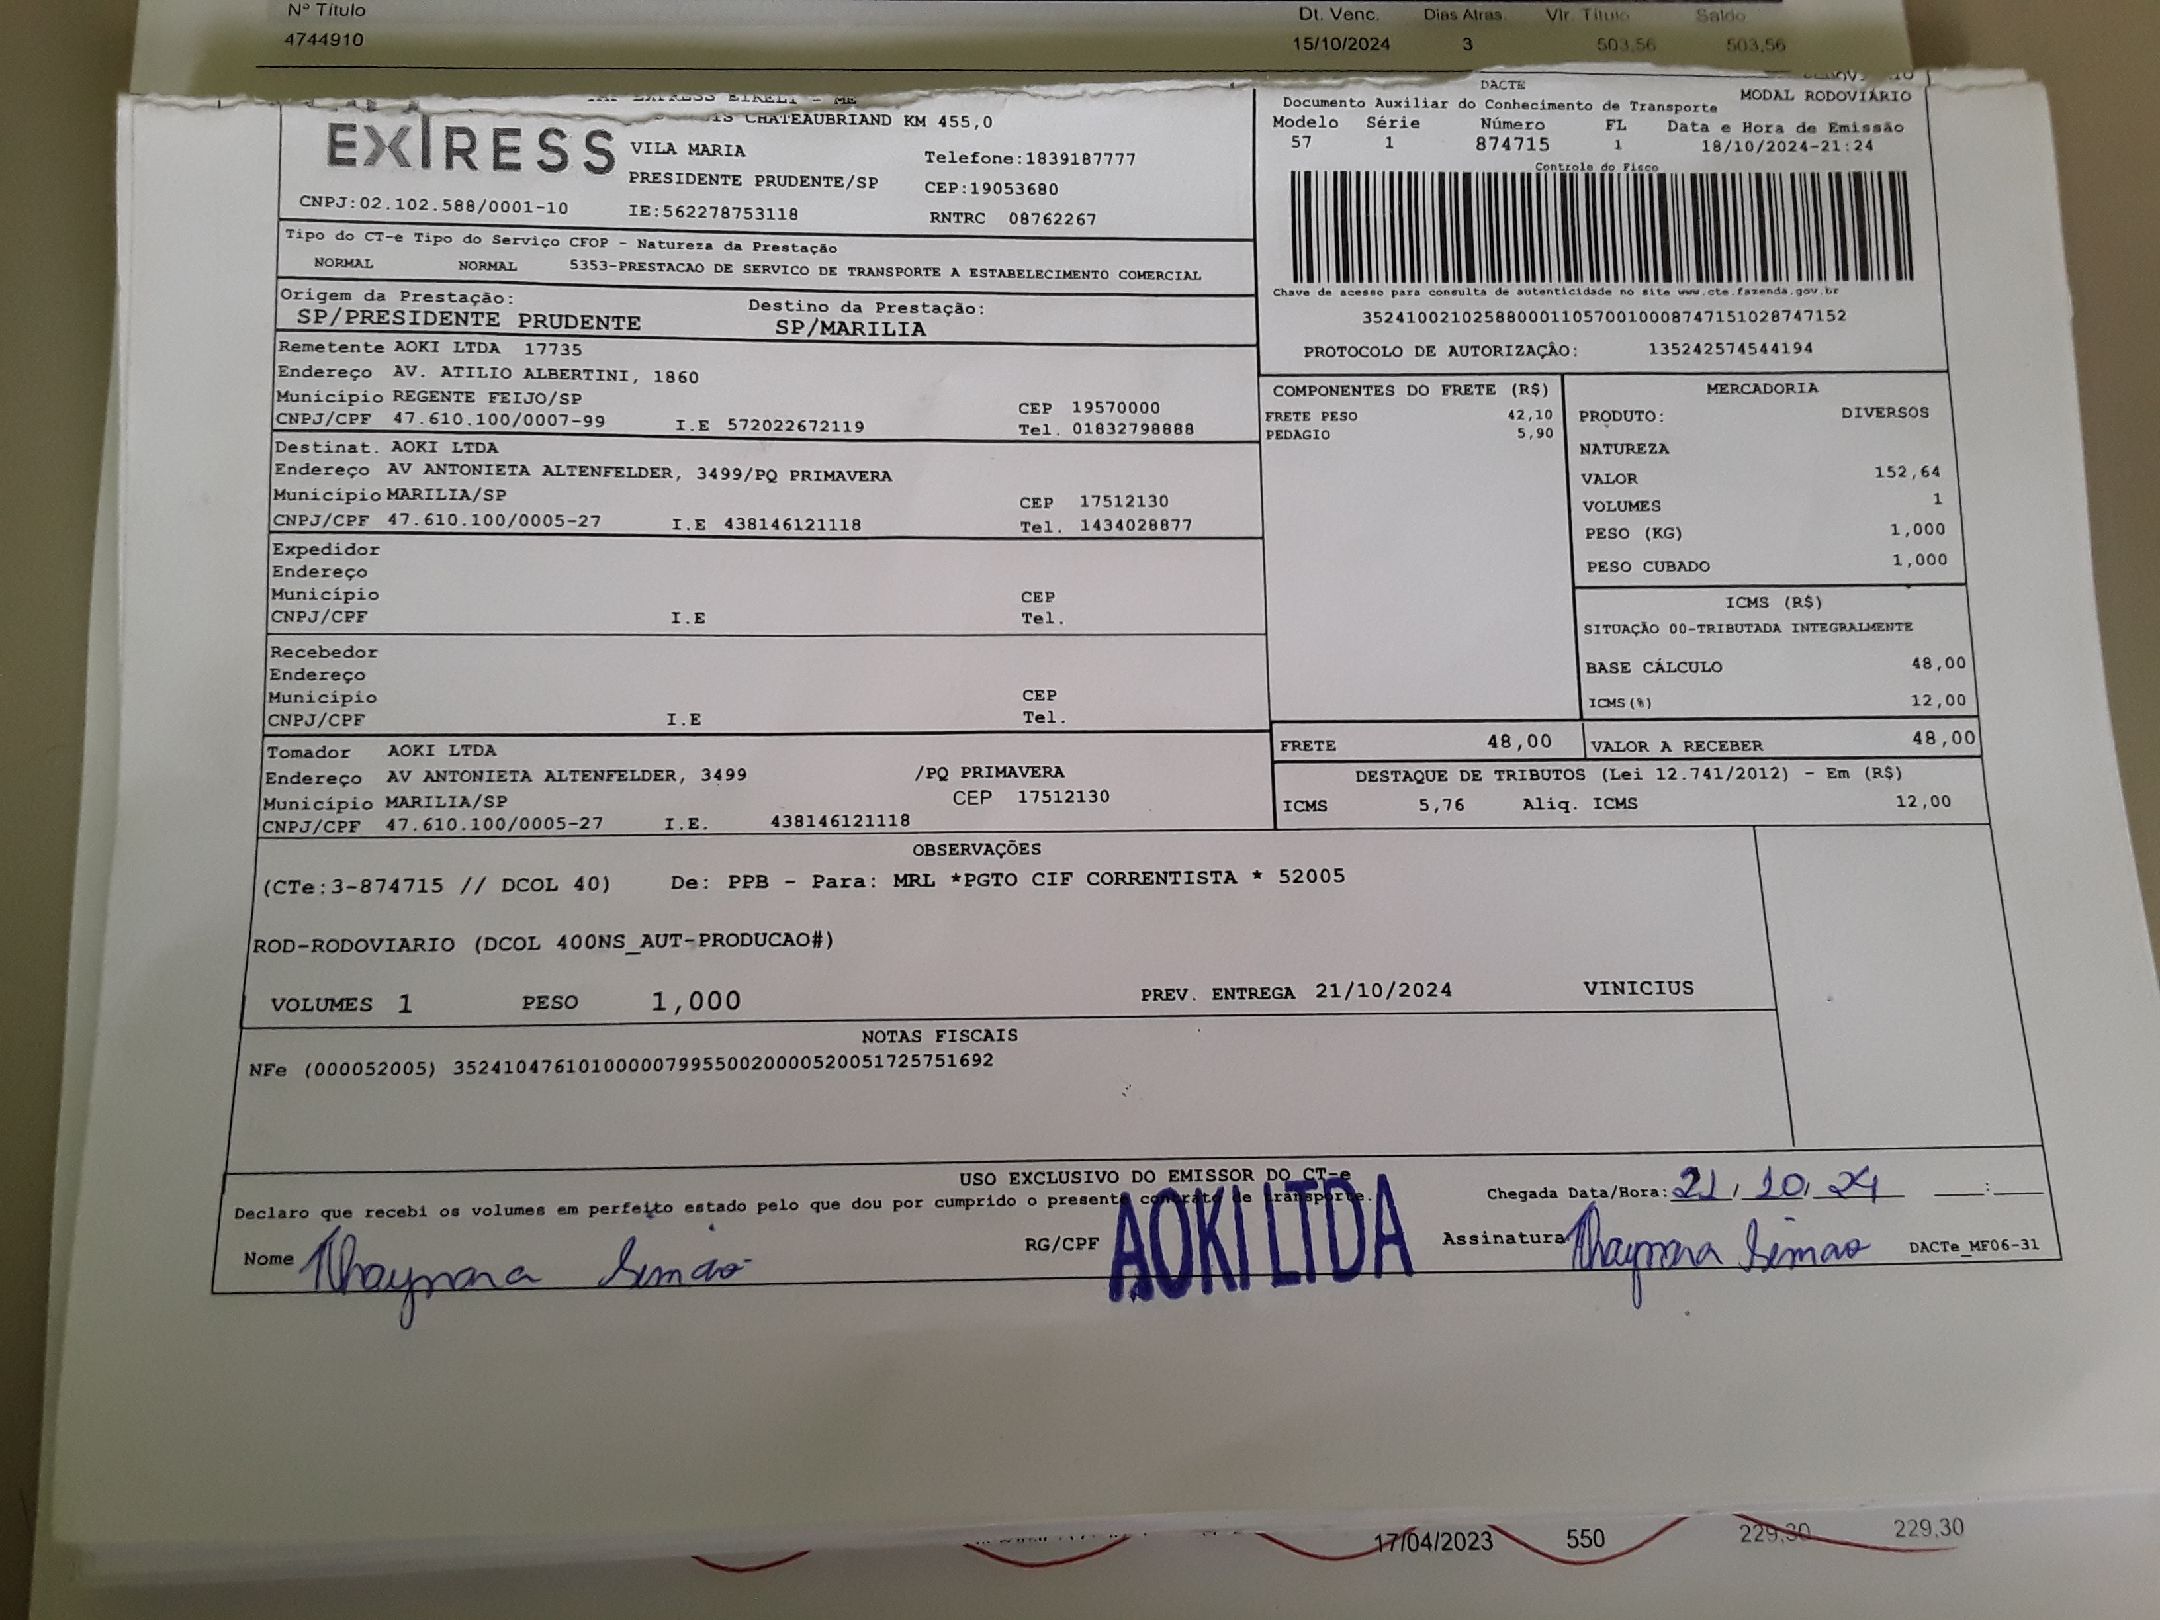 Nº Título Dt. Venc. Dias Atras. Vlr. Título Saldo
4744910 15/10/2024 3 503,56 503,56
EXPRESS EIRELI - ME
CHATEAUBRIAND KM 455,0
EXIRESS
VILA MARIA Telefone:1839187777
PRESIDENTE PRUDENTE/SP CEP:19053680
CNPJ:02.102.588/0001-10 IE:562278753118 RNTRC 08762267
DACTE
Documento Auxiliar do Conhecimento de Transporte MODAL RODOVIÁRIO
Modelo Série Número FL Data e Hora de Emissão
57 1 874715 1 18/10/2024-21:24
Controle do Fisco
Chave de acesso para consulta de autenticidade no site www.cte.fazenda.gov.br
35241002102588000110570010008747151028747152
PROTOCOLO DE AUTORIZAÇÃO: 135242574544194
Tipo do CT-e Tipo do Serviço CFOP - Natureza da Prestação
NORMAL NORMAL 5353-PRESTACAO DE SERVICO DE TRANSPORTE A ESTABELECIMENTO COMERCIAL
Origem da Prestação: Destino da Prestação:
SP/PRESIDENTE PRUDENTE SP/MARILIA
Remetente AOKI LTDA 17735
Endereço AV. ATILIO ALBERTINI, 1860
Município REGENTE FEIJO/SP CEP 19570000
CNPJ/CPF 47.610.100/0007-99 I.E 572022672119 Tel. 01832798888
Destinat. AOKI LTDA
Endereço AV ANTONIETA ALTENFELDER, 3499/PQ PRIMAVERA
Município MARILIA/SP CEP 17512130
CNPJ/CPF 47.610.100/0005-27 I.E 438146121118 Tel. 1434028877
Expedidor
Endereço
Município CEP
CNPJ/CPF I.E Tel.
Recebedor
Endereço
Município CEP
CNPJ/CPF I.E Tel.
Tomador AOKI LTDA
Endereço AV ANTONIETA ALTENFELDER, 3499 /PQ PRIMAVERA
Município MARILIA/SP CEP 17512130
CNPJ/CPF 47.610.100/0005-27 I.E. 438146121118
COMPONENTES DO FRETE (R$)
FRETE PESO 42,10
PEDAGIO 5,90
MERCADORIA
PRODUTO: DIVERSOS
NATUREZA
VALOR 152,64
VOLUMES 1
PESO (KG) 1,000
PESO CUBADO 1,000
ICMS (R$)
SITUAÇÃO 00-TRIBUTADA INTEGRALMENTE
BASE CÁLCULO 48,00
ICMS(%) 12,00
FRETE 48,00 VALOR A RECEBER 48,00
DESTAQUE DE TRIBUTOS (Lei 12.741/2012) - Em (R$)
ICMS 5,76 Aliq. ICMS 12,00
OBSERVAÇÕES
(CTe:3-874715 // DCOL 40) De: PPB - Para: MRL *PGTO CIF CORRENTISTA * 52005
ROD-RODOVIARIO (DCOL 400NS_AUT-PRODUCAO#)
VOLUMES 1 PESO 1,000 PREV. ENTREGA 21/10/2024 VINICIUS
NOTAS FISCAIS
NFe (000052005) 35241047610100000799550020000520051725751692
USO EXCLUSIVO DO EMISSOR DO CT-e
Declaro que recebi os volumes em perfeito estado pelo que dou por cumprido o presente contrato de transporte. Chegada Data/Hora: 21, 10, 24 __:__
Nome Thaynara Simão RG/CPF AOKI LTDA Assinatura Thaynara Simão DACTe_MF06-31
17/04/2023 550 229,30 229,30